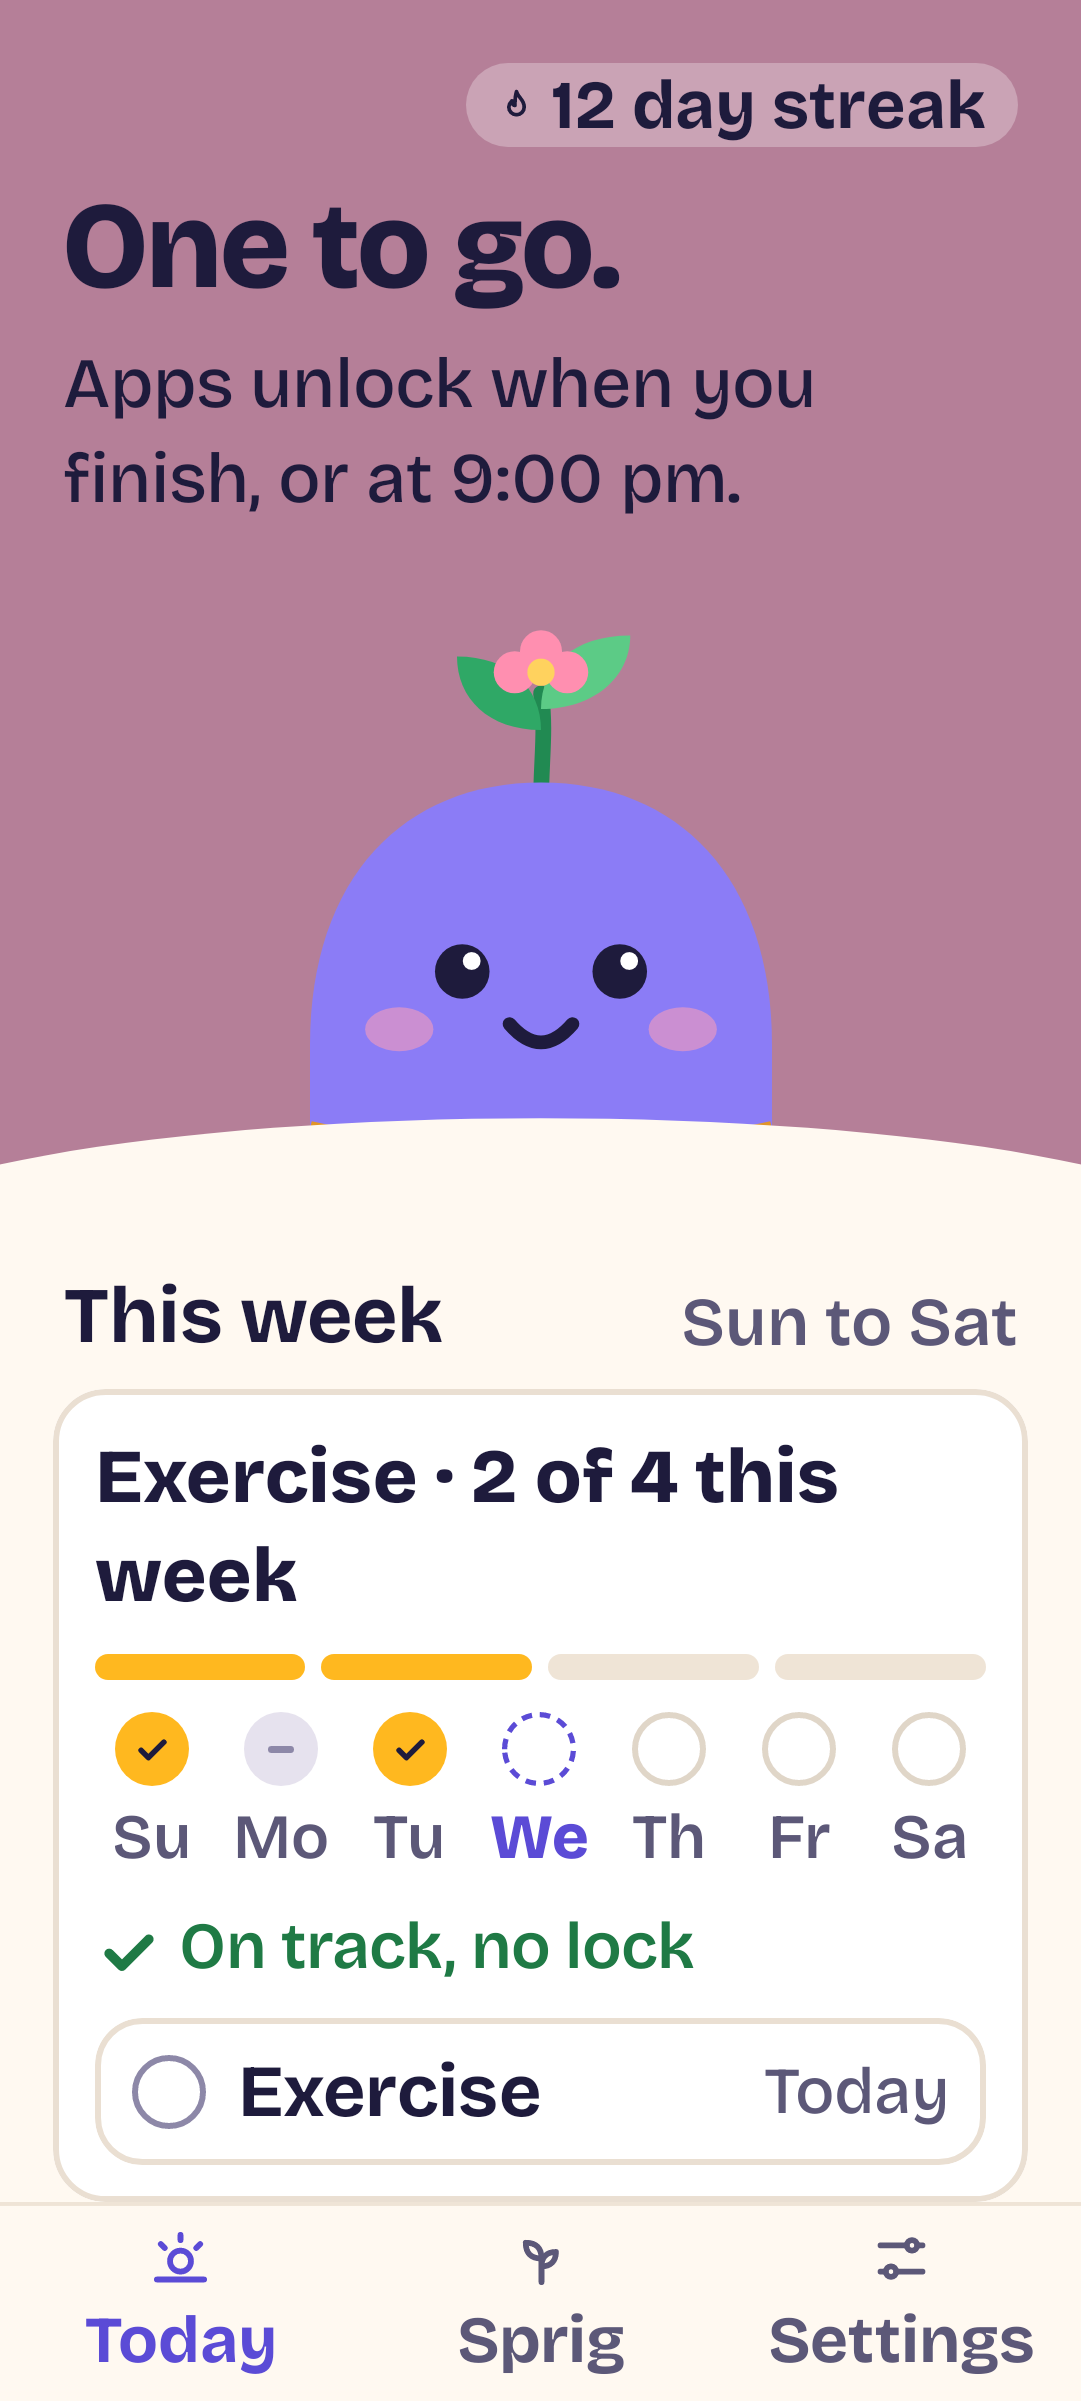 12 day streak
One to go.
Apps unlock when you
finish, or at 9:00 pm.
This week
Sun to Sat
Exercise · 2 of 4 this
week
Su Mo Tu We Th Fr Sa
On track, no lock
Exercise
Today
Today
Sprig
Settings